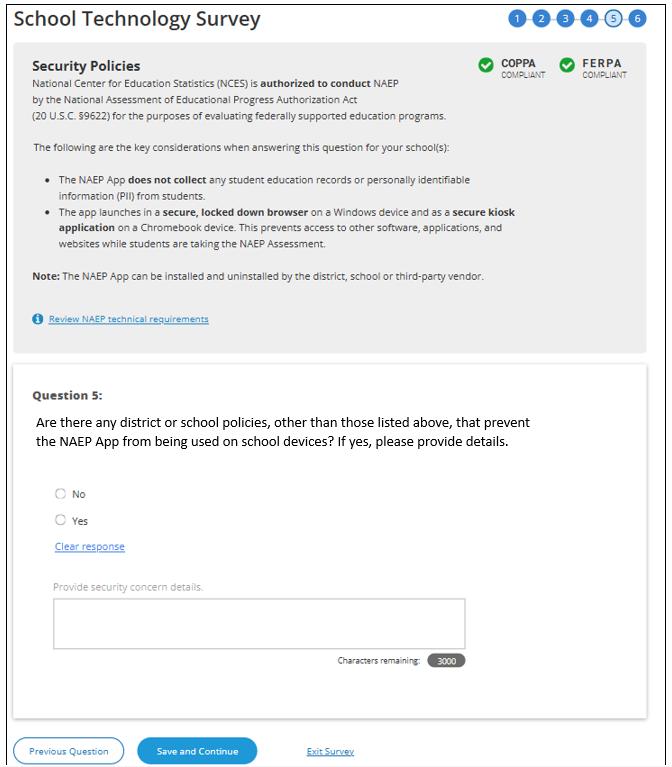 School Technology Survey
1 2 3 4 5 6
Security Policies
COPPA
COMPLIANT
FERPA
COMPLIANT
National Center for Education Statistics (NCES) is authorized to conduct NAEP
by the National Assessment of Educational Progress Authorization Act
(20 U.S.C. §9622) for the purposes of evaluating federally supported education programs.
The following are the key considerations when answering this question for your school(s):
• The NAEP App does not collect any student education records or personally identifiable
information (PII) from students.
• The app launches in a secure, locked down browser on a Windows device and as a secure kiosk
application on a Chromebook device. This prevents access to other software, applications, and
websites while students are taking the NAEP Assessment.
Note: The NAEP App can be installed and uninstalled by the district, school or third-party vendor.
Review NAEP technical requirements
Question 5:
Are there any district or school policies, other than those listed above, that prevent
the NAEP App from being used on school devices? If yes, please provide details.
No
Yes
Clear response
Provide security concern details.
Characters remaining: 3000
Previous Question
Save and Continue
Exit Survey